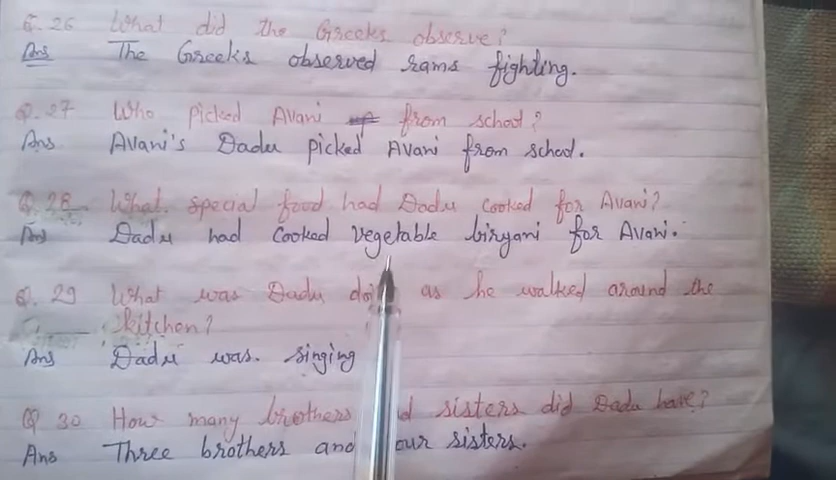 Q.26 What did the Greeks observe?
Ans The Greeks observed rams fighting.
Q.27 Who picked Avani from school?
Ans Avani's Dadu picked Avani from school.
Q.28 What special food had Dadu cooked for Avani?
Ans Dadu had cooked vegetable biryani for Avani.
Q.29 What was Dadu as he walked around the
kitchen?
Ans Dadu was. singing
Q 30 How many brothers sisters did Dadu have?
Ans Three brothers and sisters.